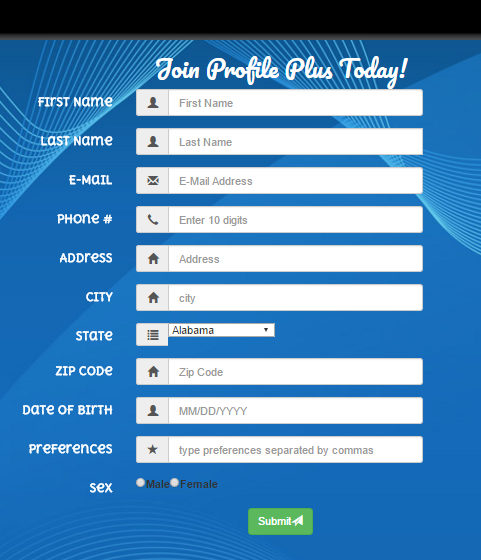 Join Profile Plus Today!
First Name First Name
Last Name Last Name
E-Mail E-Mail Address
Phone # Enter 10 digits
Address Address
City city
State Alabama
Zip Code Zip Code
Date of Birth MM/DD/YYYY
Preferences type preferences separated by commas
Sex Male Female
Submit